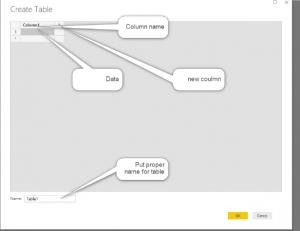 Create Table
Column1
Column name
Data
new coulmn
Put proper
name for table
Name: Table1
OK
Cancel